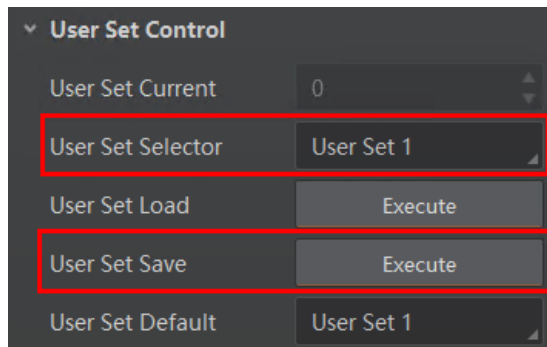 User Set Control
User Set Current 0
User Set Selector User Set 1
User Set Load Execute
User Set Save Execute
User Set Default User Set 1